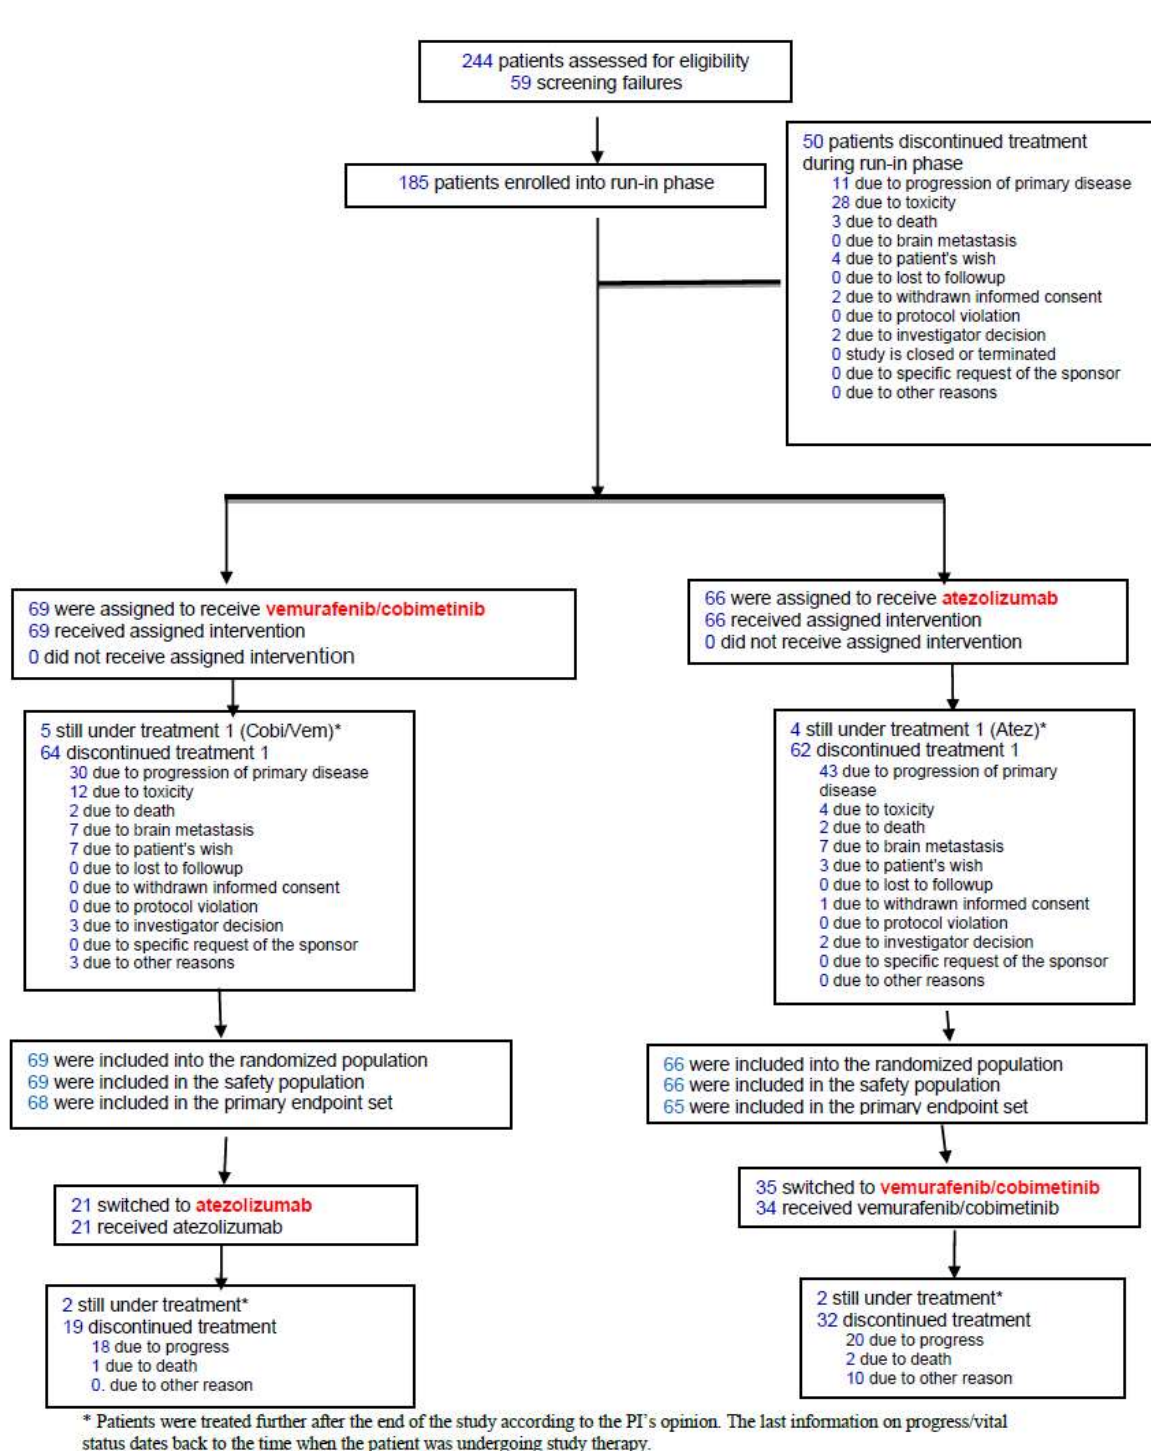 244 patients assessed for eligibility
59 screening failures
185 patients enrolled into run-in phase
50 patients discontinued treatment
during run-in phase
11 due to progression of primary disease
28 due to toxicity
3 due to death
0 due to brain metastasis
4 due to patient's wish
0 due to lost to followup
2 due to withdrawn informed consent
0 due to protocol violation
2 due to investigator decision
0 study is closed or terminated
0 due to specific request of the sponsor
0 due to other reasons
69 were assigned to receive vemurafenib/cobimetinib
69 received assigned intervention
0 did not receive assigned intervention
66 were assigned to receive atezolizumab
66 received assigned intervention
0 did not receive assigned intervention
5 still under treatment 1 (Cobi/Vem)*
64 discontinued treatment 1
30 due to progression of primary disease
12 due to toxicity
2 due to death
7 due to brain metastasis
7 due to patient's wish
0 due to lost to followup
0 due to withdrawn informed consent
0 due to protocol violation
3 due to investigator decision
0 due to specific request of the sponsor
3 due to other reasons
4 still under treatment 1 (Atez)*
62 discontinued treatment 1
43 due to progression of primary
disease
4 due to toxicity
2 due to death
7 due to brain metastasis
3 due to patient's wish
0 due to lost to followup
1 due to withdrawn informed consent
0 due to protocol violation
2 due to investigator decision
0 due to specific request of the sponsor
0 due to other reasons
69 were included into the randomized population
69 were included in the safety population
68 were included in the primary endpoint set
66 were included into the randomized population
66 were included in the safety population
65 were included in the primary endpoint set
21 switched to atezolizumab
21 received atezolizumab
35 switched to vemurafenib/cobimetinib
34 received vemurafenib/cobimetinib
2 still under treatment*
19 discontinued treatment
18 due to progress
1 due to death
0. due to other reason
2 still under treatment*
32 discontinued treatment
20 due to progress
2 due to death
10 due to other reason
* Patients were treated further after the end of the study according to the PI's opinion. The last information on progress/vital
status dates back to the time when the patient was undergoing study therapy.